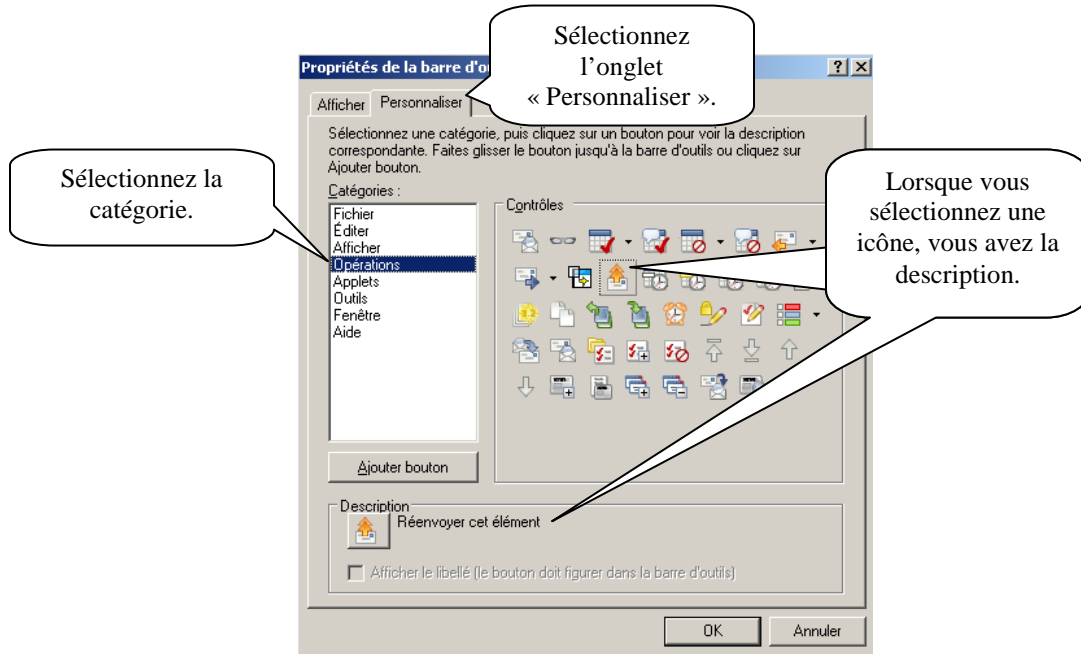 Sélectionnez
l'onglet
« Personnaliser ».
Propriétés de la barre d'o
Afficher
Personnaliser
Sélectionnez une catégorie, puis cliquez sur un bouton pour voir la description
correspondante. Faites glisser le bouton jusqu'à la barre d'outils ou cliquez sur
Ajouter bouton.
Sélectionnez la
catégorie.
Catégories :
Fichier
Éditer
Afficher
Opérations
Applets
Outils
Fenêtre
Aide
Contrôles
Lorsque vous
sélectionnez une
icône, vous avez la
description.
Ajouter bouton
Description
Réenvoyer cet élément
Afficher le libellé (le bouton doit figurer dans la barre d'outils)
OK
Annuler